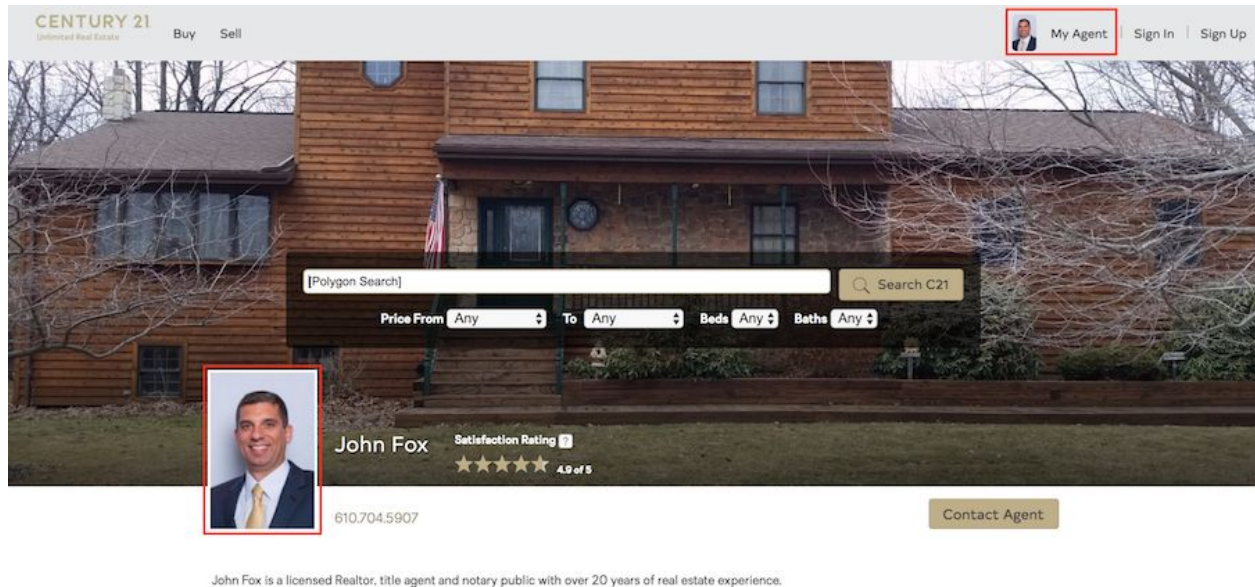 CENTURY 21
Unlimited Real Estate
Buy Sell
My Agent Sign In Sign Up
[Polygon Search]
Search C21
Price From Any To Any Beds Any Baths Any
John Fox
Satisfaction Rating ?
4.9 of 5
610.704.5907
Contact Agent
John Fox is a licensed Realtor, title agent and notary public with over 20 years of real estate experience.